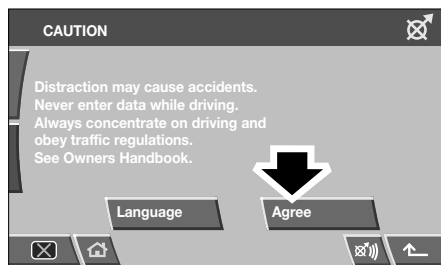 CAUTION
Distraction may cause accidents.
Never enter data while driving.
Always concentrate on driving and
obey traffic regulations.
See Owners Handbook.
Language
Agree